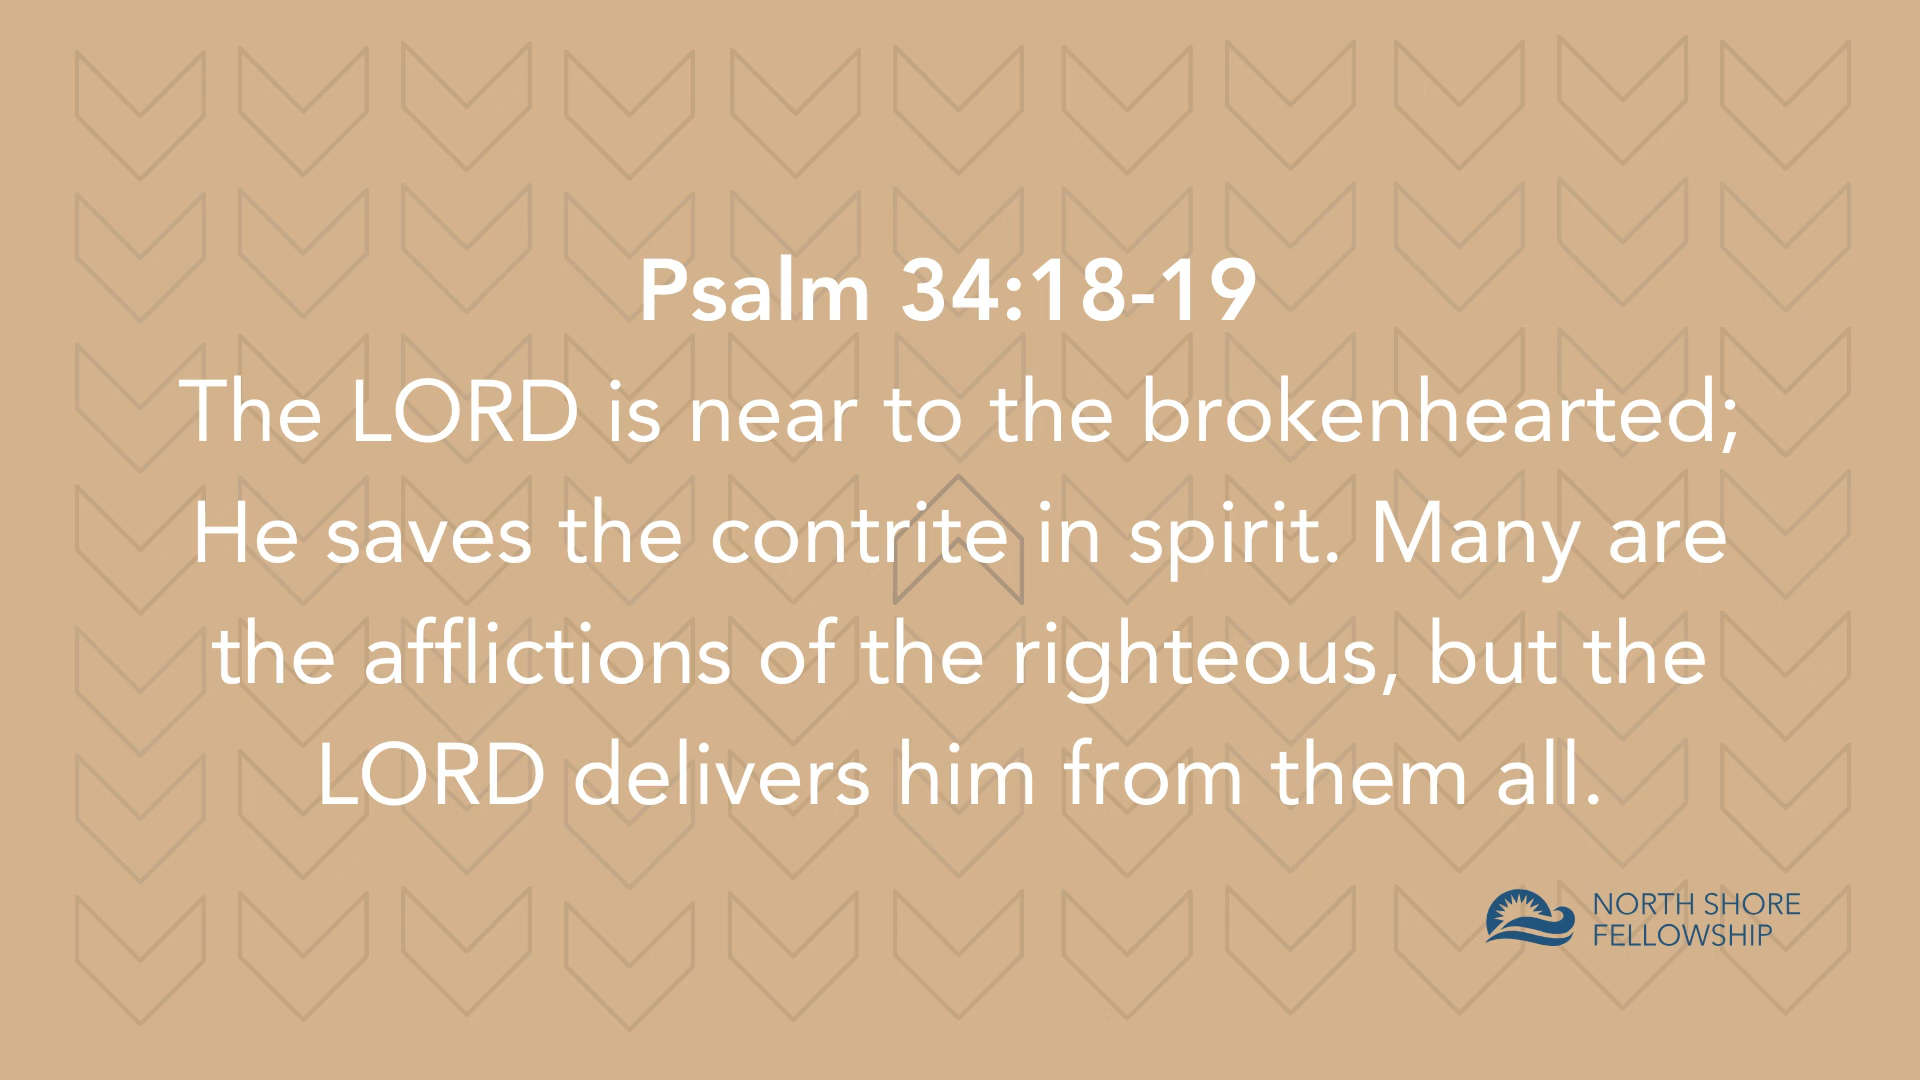 Psalm 34:18-19
The LORD is near to the brokenhearted;
He saves the contrite in spirit. Many are
the afflictions of the righteous, but the
LORD delivers him from them all.
NORTH SHORE
FELLOWSHIP